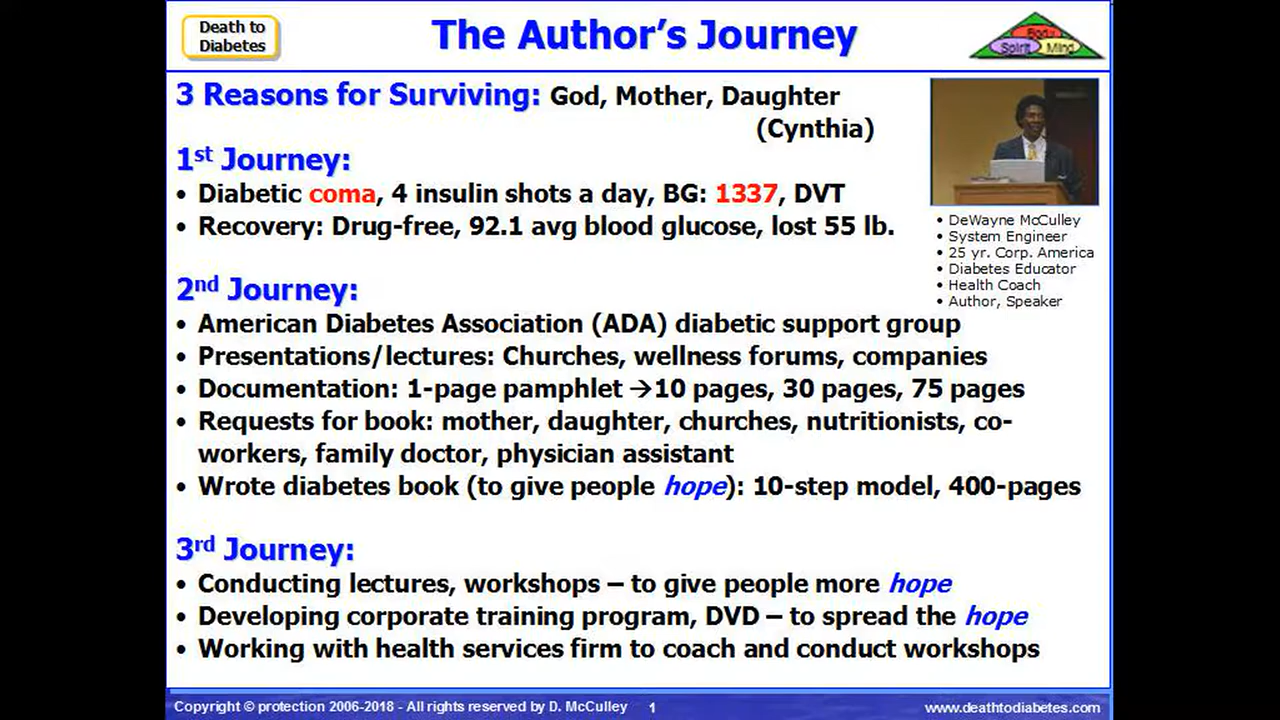 Death to
Diabetes
The Author's Journey
Body
Spirit Mind
3 Reasons for Surviving: God, Mother, Daughter
(Cynthia)
1st Journey:
• Diabetic coma, 4 insulin shots a day, BG: 1337, DVT
• Recovery: Drug-free, 92.1 avg blood glucose, lost 55 lb.
• DeWayne McCulley
• System Engineer
• 25 yr. Corp. America
• Diabetes Educator
• Health Coach
• Author, Speaker
2nd Journey:
• American Diabetes Association (ADA) diabetic support group
• Presentations/lectures: Churches, wellness forums, companies
• Documentation: 1-page pamphlet →10 pages, 30 pages, 75 pages
• Requests for book: mother, daughter, churches, nutritionists, co-
workers, family doctor, physician assistant
• Wrote diabetes book (to give people hope): 10-step model, 400-pages
3rd Journey:
• Conducting lectures, workshops – to give people more hope
• Developing corporate training program, DVD – to spread the hope
• Working with health services firm to coach and conduct workshops
Copyright © protection 2006-2018 - All rights reserved by D. McCulley 1 www.deathtodiabetes.com